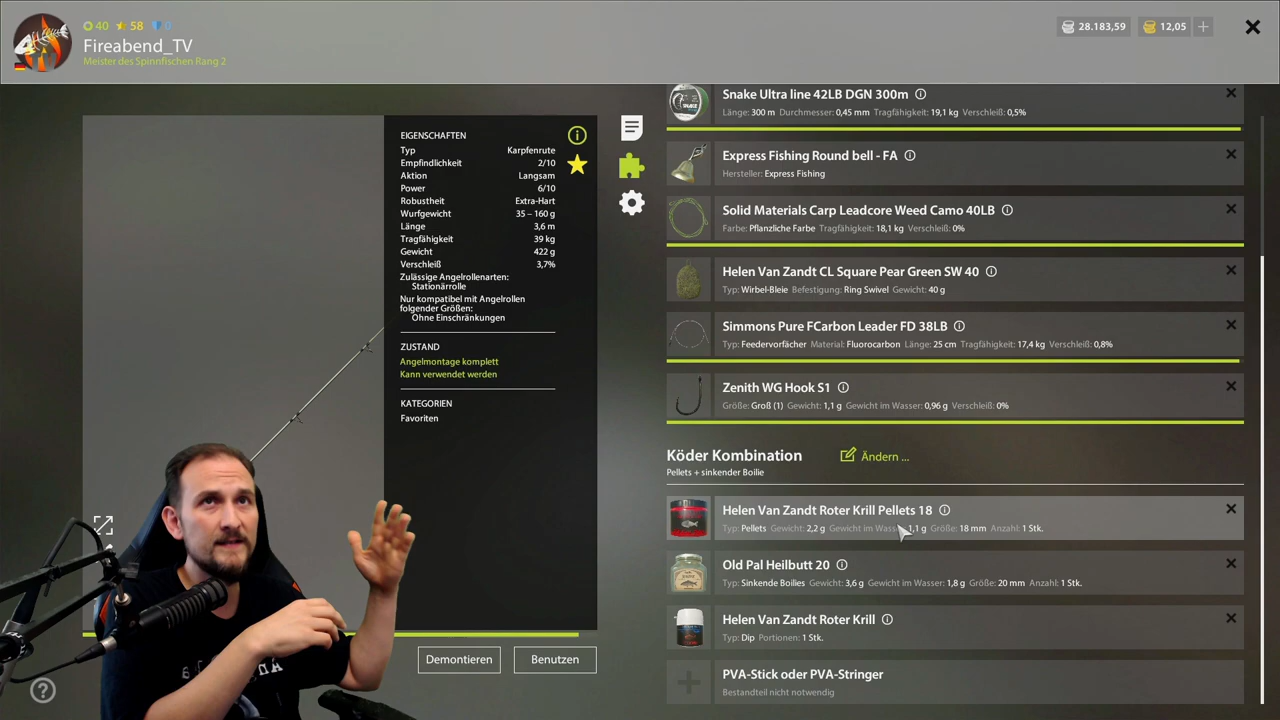 40 58 0
Fireabend_TV
Meister des Spinnfischen Rang 2
28.183,59 12,05
EIGENSCHAFTEN
Typ Karpfenrute
Empfindlichkeit 2/10
Aktion Langsam
Power 6/10
Robustheit Extra-Hart
Wurfgewicht 35 – 160 g
Länge 3,6 m
Tragfähigkeit 39 kg
Gewicht 422 g
Verschleiß 3,7%
Zulässige Angelrollenarten:
Stationärrolle
Nur kompatibel mit Angelrollen
folgender Größen:
Ohne Einschränkungen
ZUSTAND
Angelmontage komplett
Kann verwendet werden
KATEGORIEN
Favoriten
Demontieren Benutzen
Snake Ultra line 42LB DGN 300m
Länge: 300 m Durchmesser: 0,45 mm Tragfähigkeit: 19,1 kg Verschleiß: 0,5%
Express Fishing Round bell - FA
Hersteller: Express Fishing
Solid Materials Carp Leadcore Weed Camo 40LB
Farbe: Pflanzliche Farbe Tragfähigkeit: 18,1 kg Verschleiß: 0%
Helen Van Zandt CL Square Pear Green SW 40
Typ: Wirbel-Bleie Befestigung: Ring Swivel Gewicht: 40 g
Simmons Pure FCarbon Leader FD 38LB
Typ: Feedervorfächer Material: Fluorocarbon Länge: 25 cm Tragfähigkeit: 17,4 kg Verschleiß: 0,8%
Zenith WG Hook S1
Größe: Groß (1) Gewicht: 1,1 g Gewicht im Wasser: 0,96 g Verschleiß: 0%
Köder Kombination Ändern ...
Pellets + sinkender Boilie
Helen Van Zandt Roter Krill Pellets 18
Typ: Pellets Gewicht: 2,2 g Gewicht im Wasser: 1,1 g Größe: 18 mm Anzahl: 1 Stk.
Old Pal Heilbutt 20
Typ: Sinkende Boilies Gewicht: 3,6 g Gewicht im Wasser: 1,8 g Größe: 20 mm Anzahl: 1 Stk.
Helen Van Zandt Roter Krill
Typ: Dip Portionen: 1 Stk.
PVA-Stick oder PVA-Stringer
Bestandteil nicht notwendig